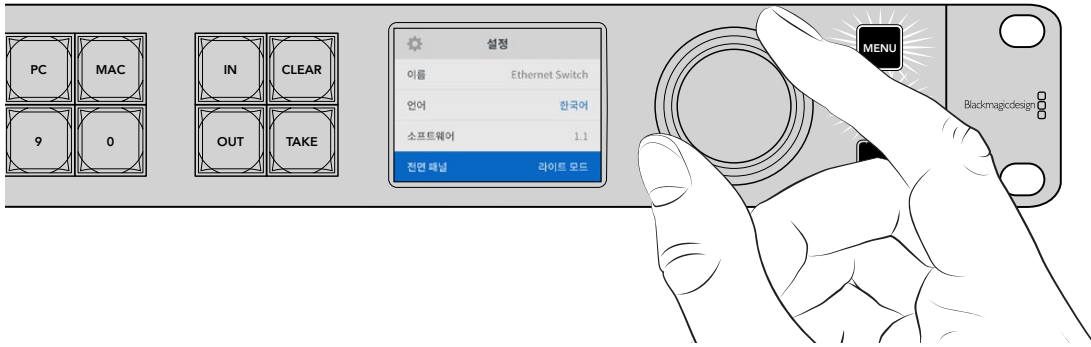 PC
MAC
9
0
IN
CLEAR
OUT
TAKE
설정
이름 Ethernet Switch
언어 한국어
소프트웨어 1.1
전면 패널 라이트 모드
MENU
Blackmagicdesign